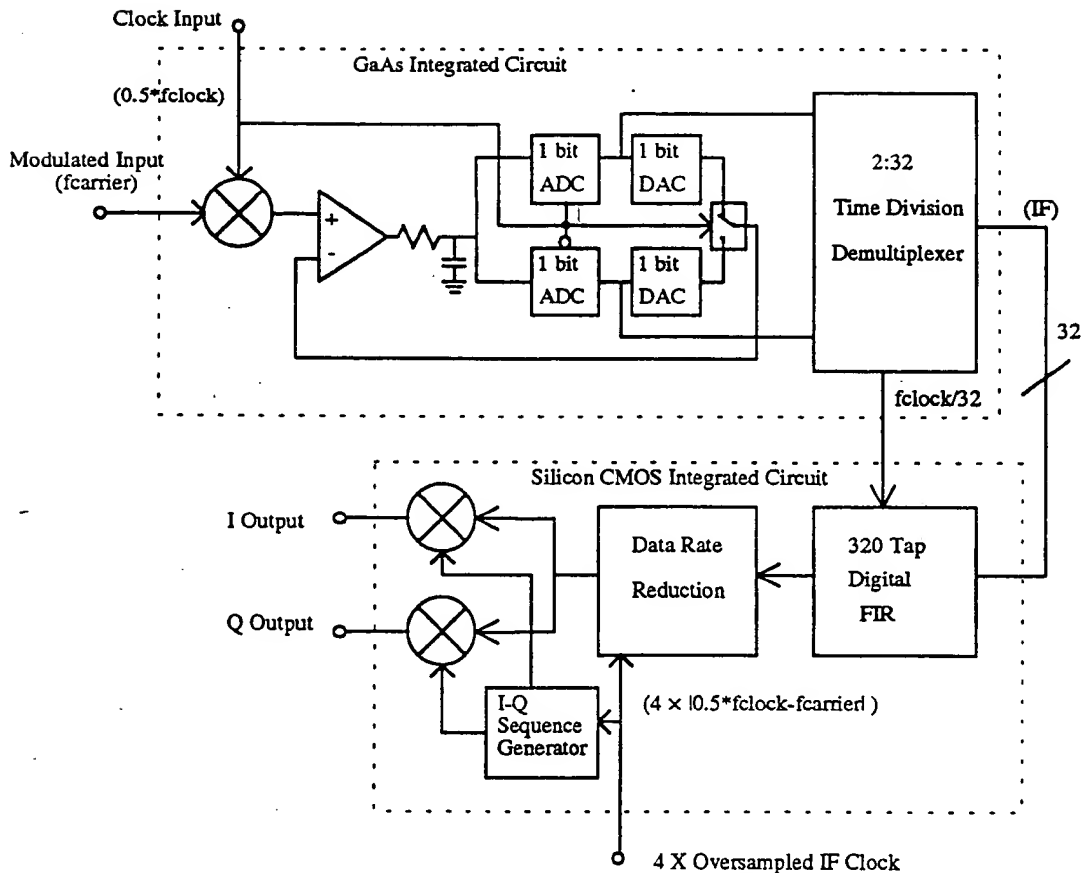 Clock Input
GaAs Integrated Circuit
(0.5*fclock)
Modulated Input
(fcarrier)
+
-
1 bit
ADC
1 bit
DAC
1 bit
ADC
1 bit
DAC
2:32
Time Division
Demultiplexer
(IF)
32
fclock/32
Silicon CMOS Integrated Circuit
I Output
Q Output
Data Rate
Reduction
320 Tap
Digital
FIR
I-Q
Sequence
Generator
(4 × |0.5*fclock-fcarrier| )
4 X Oversampled IF Clock